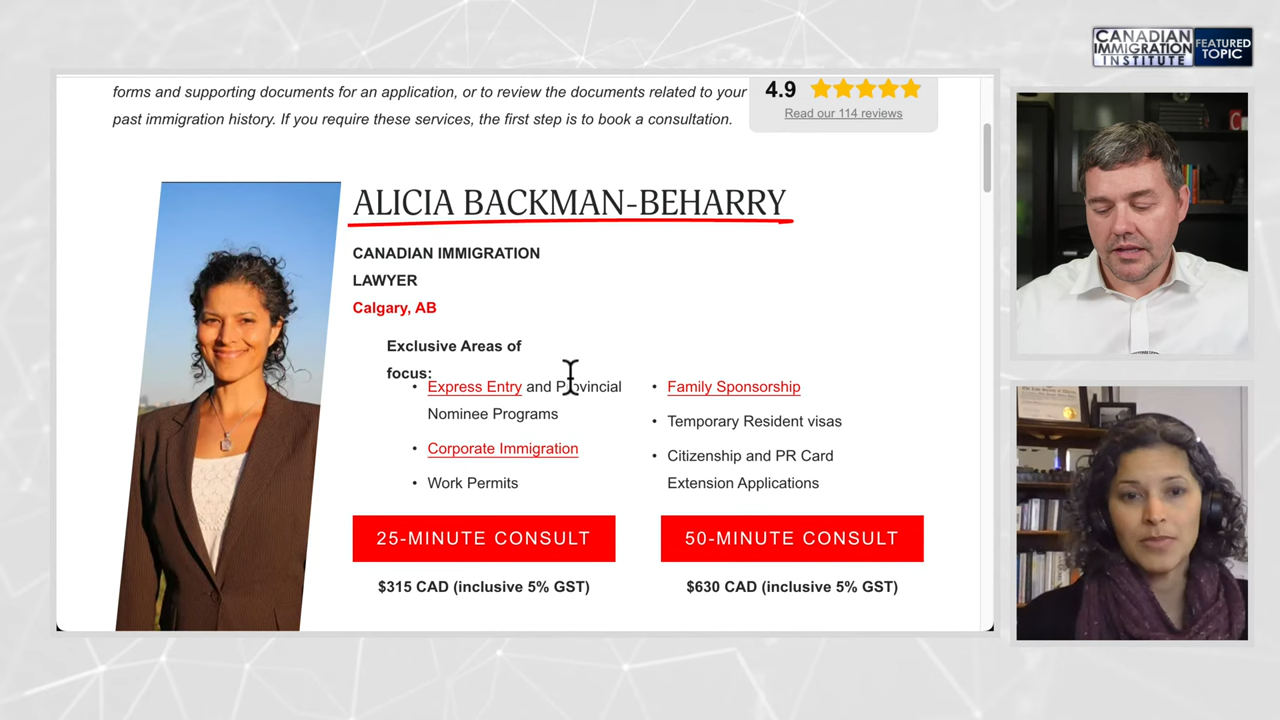 CANADIAN
IMMIGRATION
INSTITUTE
FEATURED
TOPIC
forms and supporting documents for an application, or to review the documents related to your
past immigration history. If you require these services, the first step is to book a consultation.
4.9
Read our 114 reviews
ALICIA BACKMAN-BEHARRY
CANADIAN IMMIGRATION
LAWYER
Calgary, AB
Exclusive Areas of
focus:
• Express Entry and Provincial
Nominee Programs
• Corporate Immigration
• Work Permits
• Family Sponsorship
• Temporary Resident visas
• Citizenship and PR Card
Extension Applications
25-MINUTE CONSULT
$315 CAD (inclusive 5% GST)
50-MINUTE CONSULT
$630 CAD (inclusive 5% GST)